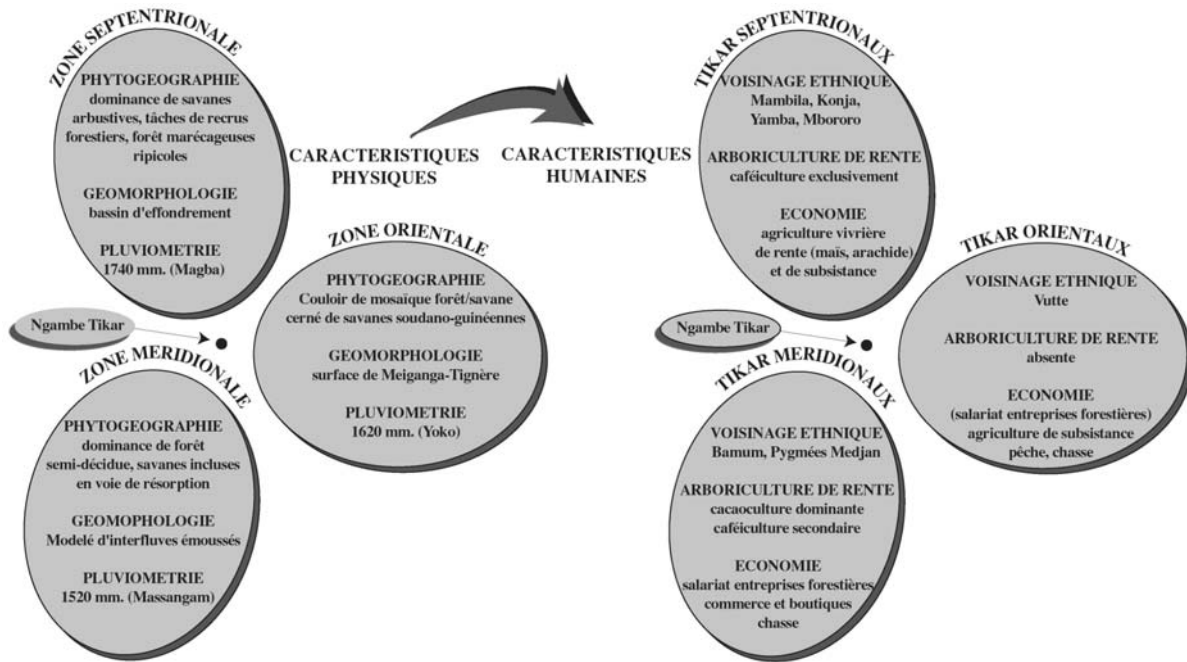 ZONE SEPTENTRIONALE
PHYTOGEOGRAPHIE
dominance de savanes
arbustives, tâches de recrus
forestiers, forêt marécageuses
ripicoles
GEOMORPHOLOGIE
bassin d'effondrement
PLUVIOMETRIE
1740 mm. (Magba)
CARACTERISTIQUES
PHYSIQUES
ZONE ORIENTALE
PHYTOGEOGRAPHIE
Couloir de mosaïque forêt/savane
cerné de savanes soudano-guinéennes
GEOMORPHOLOGIE
surface de Meiganga-Tignère
PLUVIOMETRIE
1620 mm. (Yoko)
Ngambe Tikar
ZONE MERIDIONALE
PHYTOGEOGRAPHIE
dominance de forêt
semi-décidue, savanes incluses
en voie de résorption
GEOMOPHOLOGIE
Modelé d'interfluves émoussés
PLUVIOMETRIE
1520 mm. (Massangam)
CARACTERISTIQUES
HUMAINES
TIKAR SEPTENTRIONAUX
VOISINAGE ETHNIQUE
Mambila, Konja,
Yamba, Mbororo
ARBORICULTURE DE RENTE
caféiculture exclusivement
ECONOMIE
agriculture vivrière
de rente (maïs, arachide)
et de subsistance
TIKAR ORIENTAUX
VOISINAGE ETHNIQUE
Vutte
ARBORICULTURE DE RENTE
absente
ECONOMIE
(salariat entreprises forestières)
agriculture de subsistance
pêche, chasse
Ngambe Tikar
TIKAR MERIDIONAUX
VOISINAGE ETHNIQUE
Bamum, Pygmées Medjan
ARBORICULTURE DE RENTE
cacaoculture dominante
caféiculture secondaire
ECONOMIE
salariat entreprises forestières
commerce et boutiques
chasse